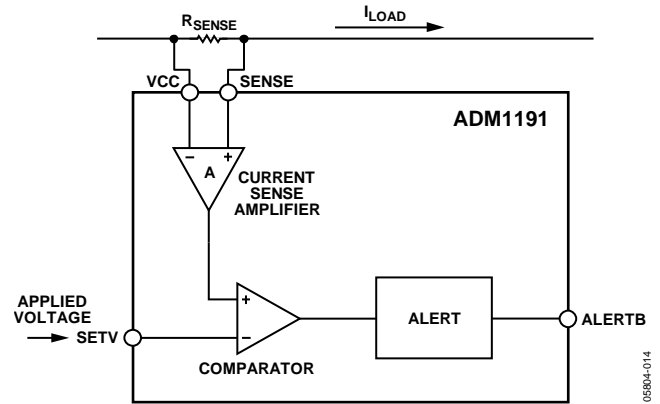 RSENSE
ILOAD
VCC
SENSE
ADM1191
− +
A
CURRENT
SENSE
AMPLIFIER
APPLIED
VOLTAGE
SETV
+
−
COMPARATOR
ALERT
ALERTB
05804-014